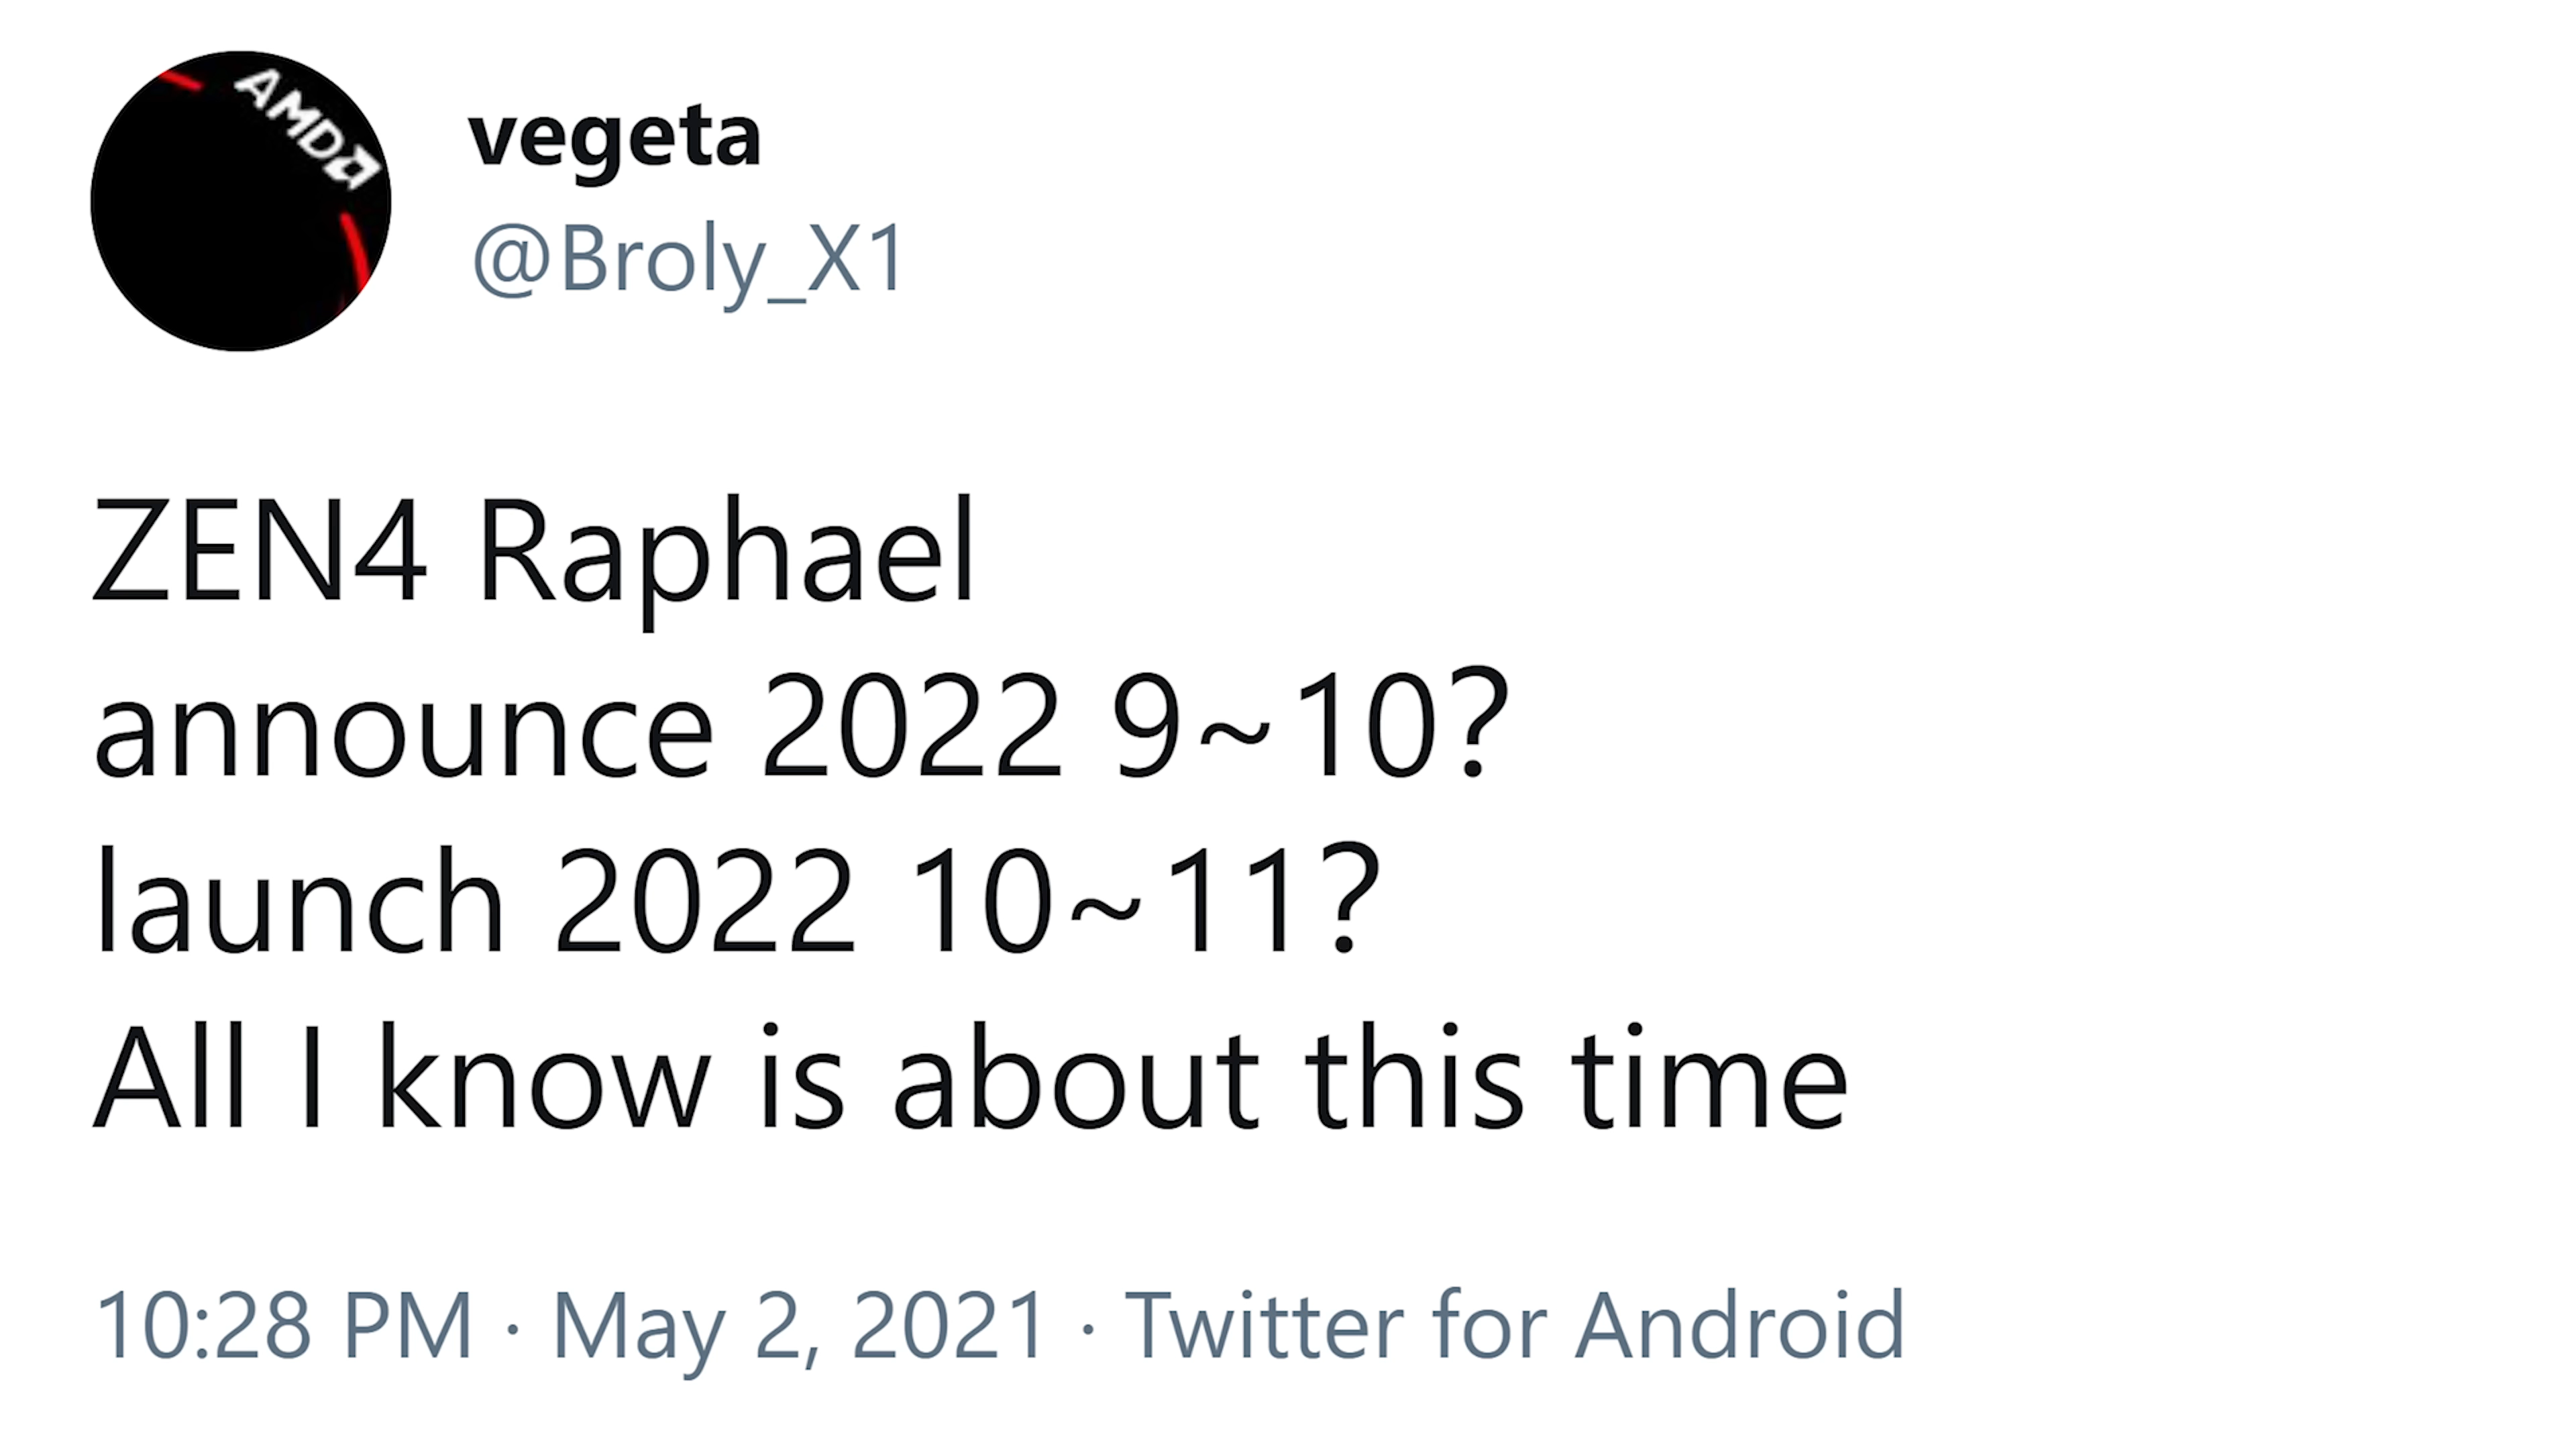 AMD
vegeta
@Broly_X1
ZEN4 Raphael
announce 2022 9~10?
launch 2022 10~11?
All I know is about this time
10:28 PM · May 2, 2021 · Twitter for Android